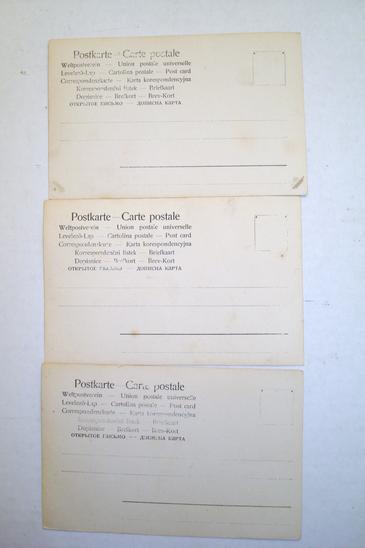 Postkarte — Carte postale
Weltpostverein — Union postale universelle
Levelező-Lap — Cartolina postale — Post card
Correspondenzkarte — Karta korespondencyjna
Korespondenční lístek — Briefkaart
Dopisnice — Brefkort — Brev-Kort
ОТКРЫТОЕ ПИСЬМО — ДОПИСНА КАРТА
Postkarte — Carte postale
Weltpostverein — Union postale universelle
Levelező-Lap — Cartolina postale — Post card
Correspondenzkarte — Karta korespondencyjna
Korespondenční lístek — Briefkaart
Dopisnice — Brefkort — Brev-Kort
ОТКРЫТОЕ ПИСЬМО — ДОПИСНА КАРТА
Postkarte — Carte postale
Weltpostverein — Union postale universelle
Levelező-Lap — Cartolina postale — Post card
Correspondenzkarte — Karta korespondencyjna
Korespondenční lístek — Briefkaart
Dopisnice — Brefkort — Brev-Kort
ОТКРЫТОЕ ПИСЬМО — ДОПИСНА КАРТА